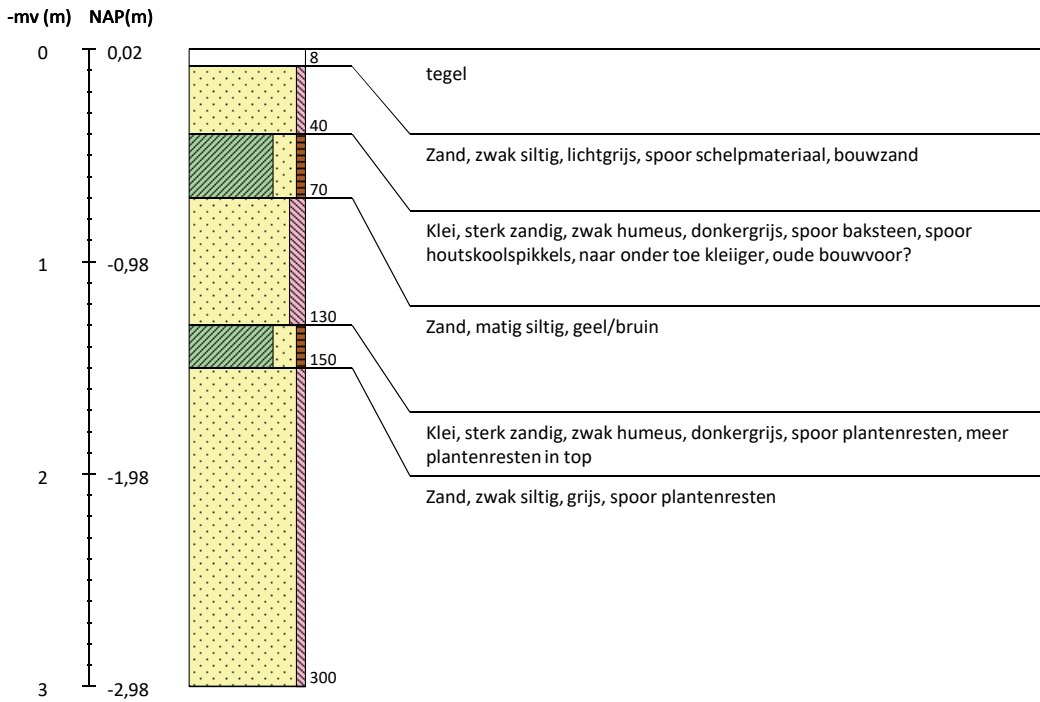 -mv (m) NAP(m)
0 0,02
8
tegel
40
Zand, zwak siltig, lichtgrijs, spoor schelpmateriaal, bouwzand
70
Klei, sterk zandig, zwak humeus, donkergrijs, spoor baksteen, spoor
houtskoolspikkels, naar onder toe kleiiger, oude bouwvoor?
1 -0,98
130
Zand, matig siltig, geel/bruin
150
Klei, sterk zandig, zwak humeus, donkergrijs, spoor plantenresten, meer
plantenresten in top
2 -1,98
Zand, zwak siltig, grijs, spoor plantenresten
300
3 -2,98